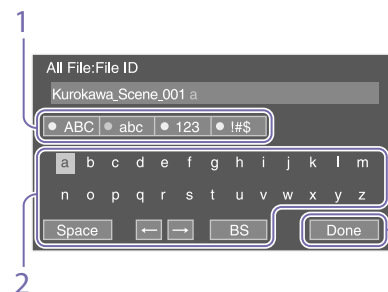 1
All File:File ID
Kurokawa_Scene_001 a
ABC abc 123 !#$
a b c d e f g h i j k l m
n o p q r s t u v w x y z
Space ← → BS Done
2